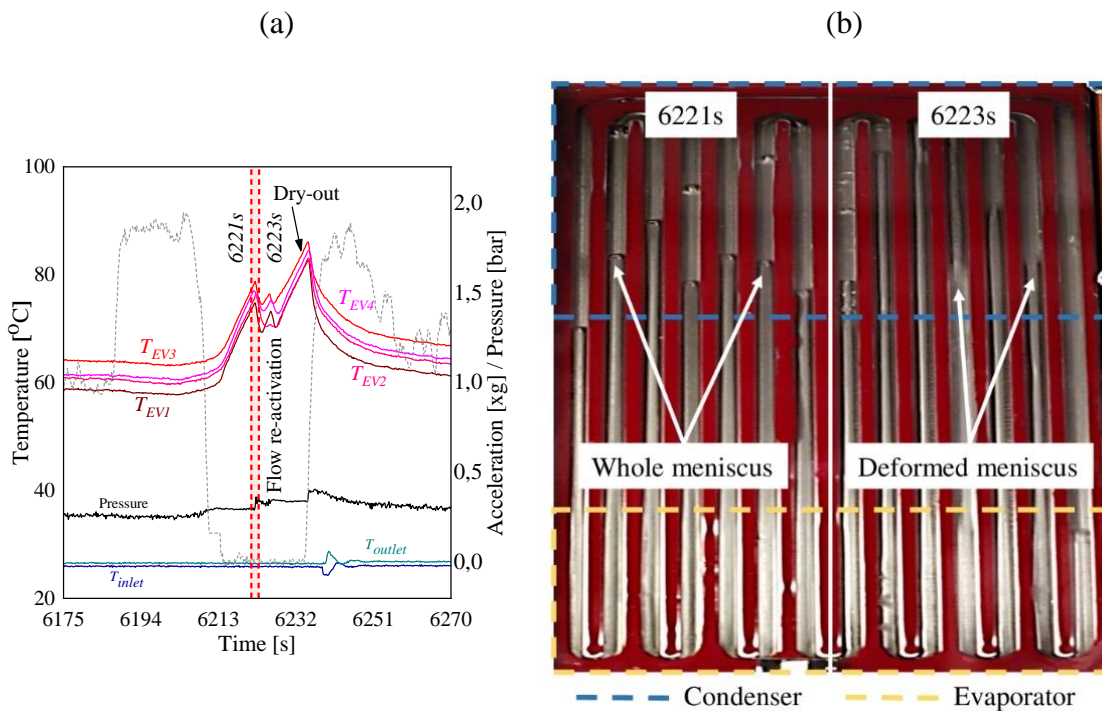 (a)
(b)
100
80
60
40
20
Temperature [°C]
6221s
6223s
Dry-out
T_EV3
T_EV4
T_EV1
T_EV2
Flow re-activation
Pressure
T_outlet
T_inlet
2,0
1,5
1,0
0,5
0,0
Acceleration [xg] / Pressure [bar]
6175 6194 6213 6232 6251 6270
Time [s]
6221s
6223s
Whole meniscus
Deformed meniscus
Condenser
Evaporator